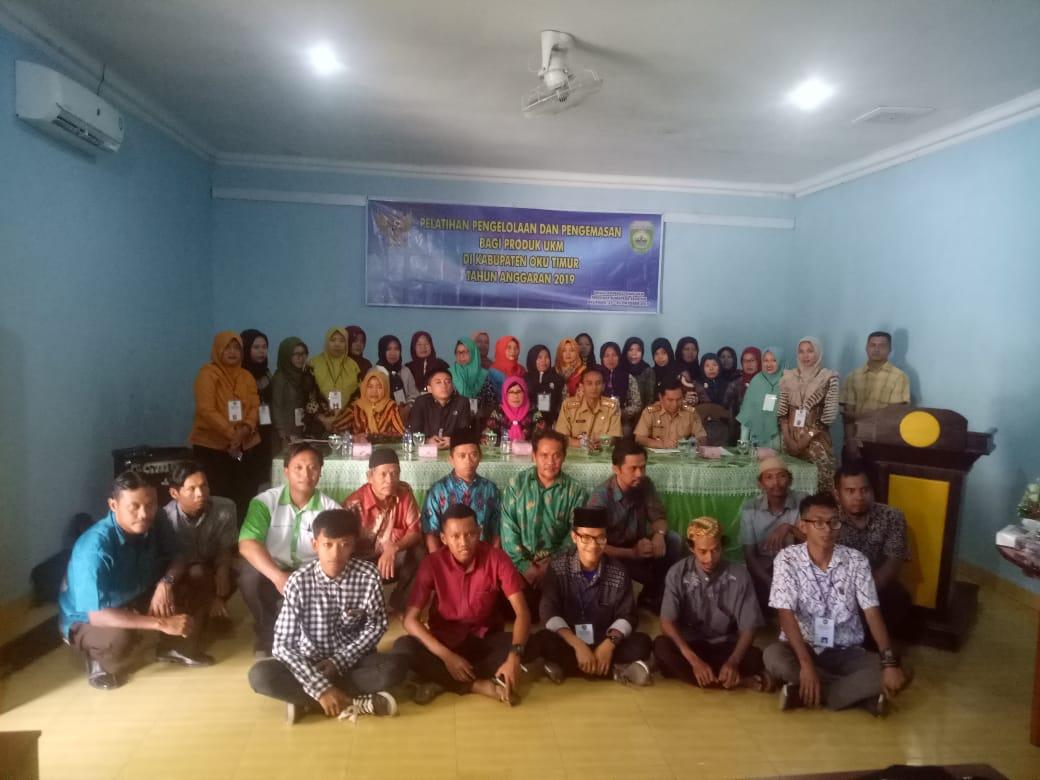 PELATIHAN PENGELOLAAN DAN PENGEMASAN
BAGI PRODUK UKM
DI KABUPATEN OKU TIMUR
TAHUN ANGGARAN 2019